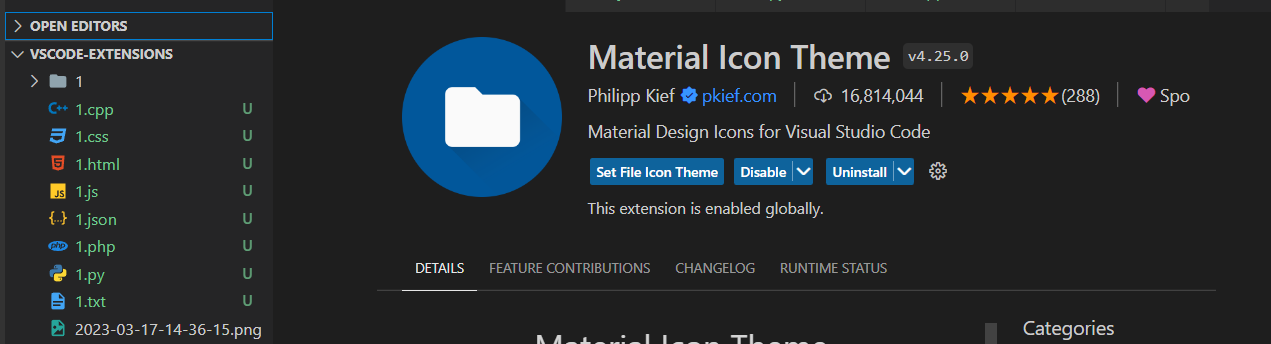 OPEN EDITORS
VSCODE-EXTENSIONS
1
1.cpp U
1.css U
1.html U
1.js U
1.json U
1.php U
1.py U
1.txt U
2023-03-17-14-36-15.png
Material Icon Theme v4.25.0
Philipp Kief pkief.com 16,814,044 (288) Spo
Material Design Icons for Visual Studio Code
Set File Icon Theme Disable Uninstall
This extension is enabled globally.
DETAILS FEATURE CONTRIBUTIONS CHANGELOG RUNTIME STATUS
Material Icon Theme
Categories